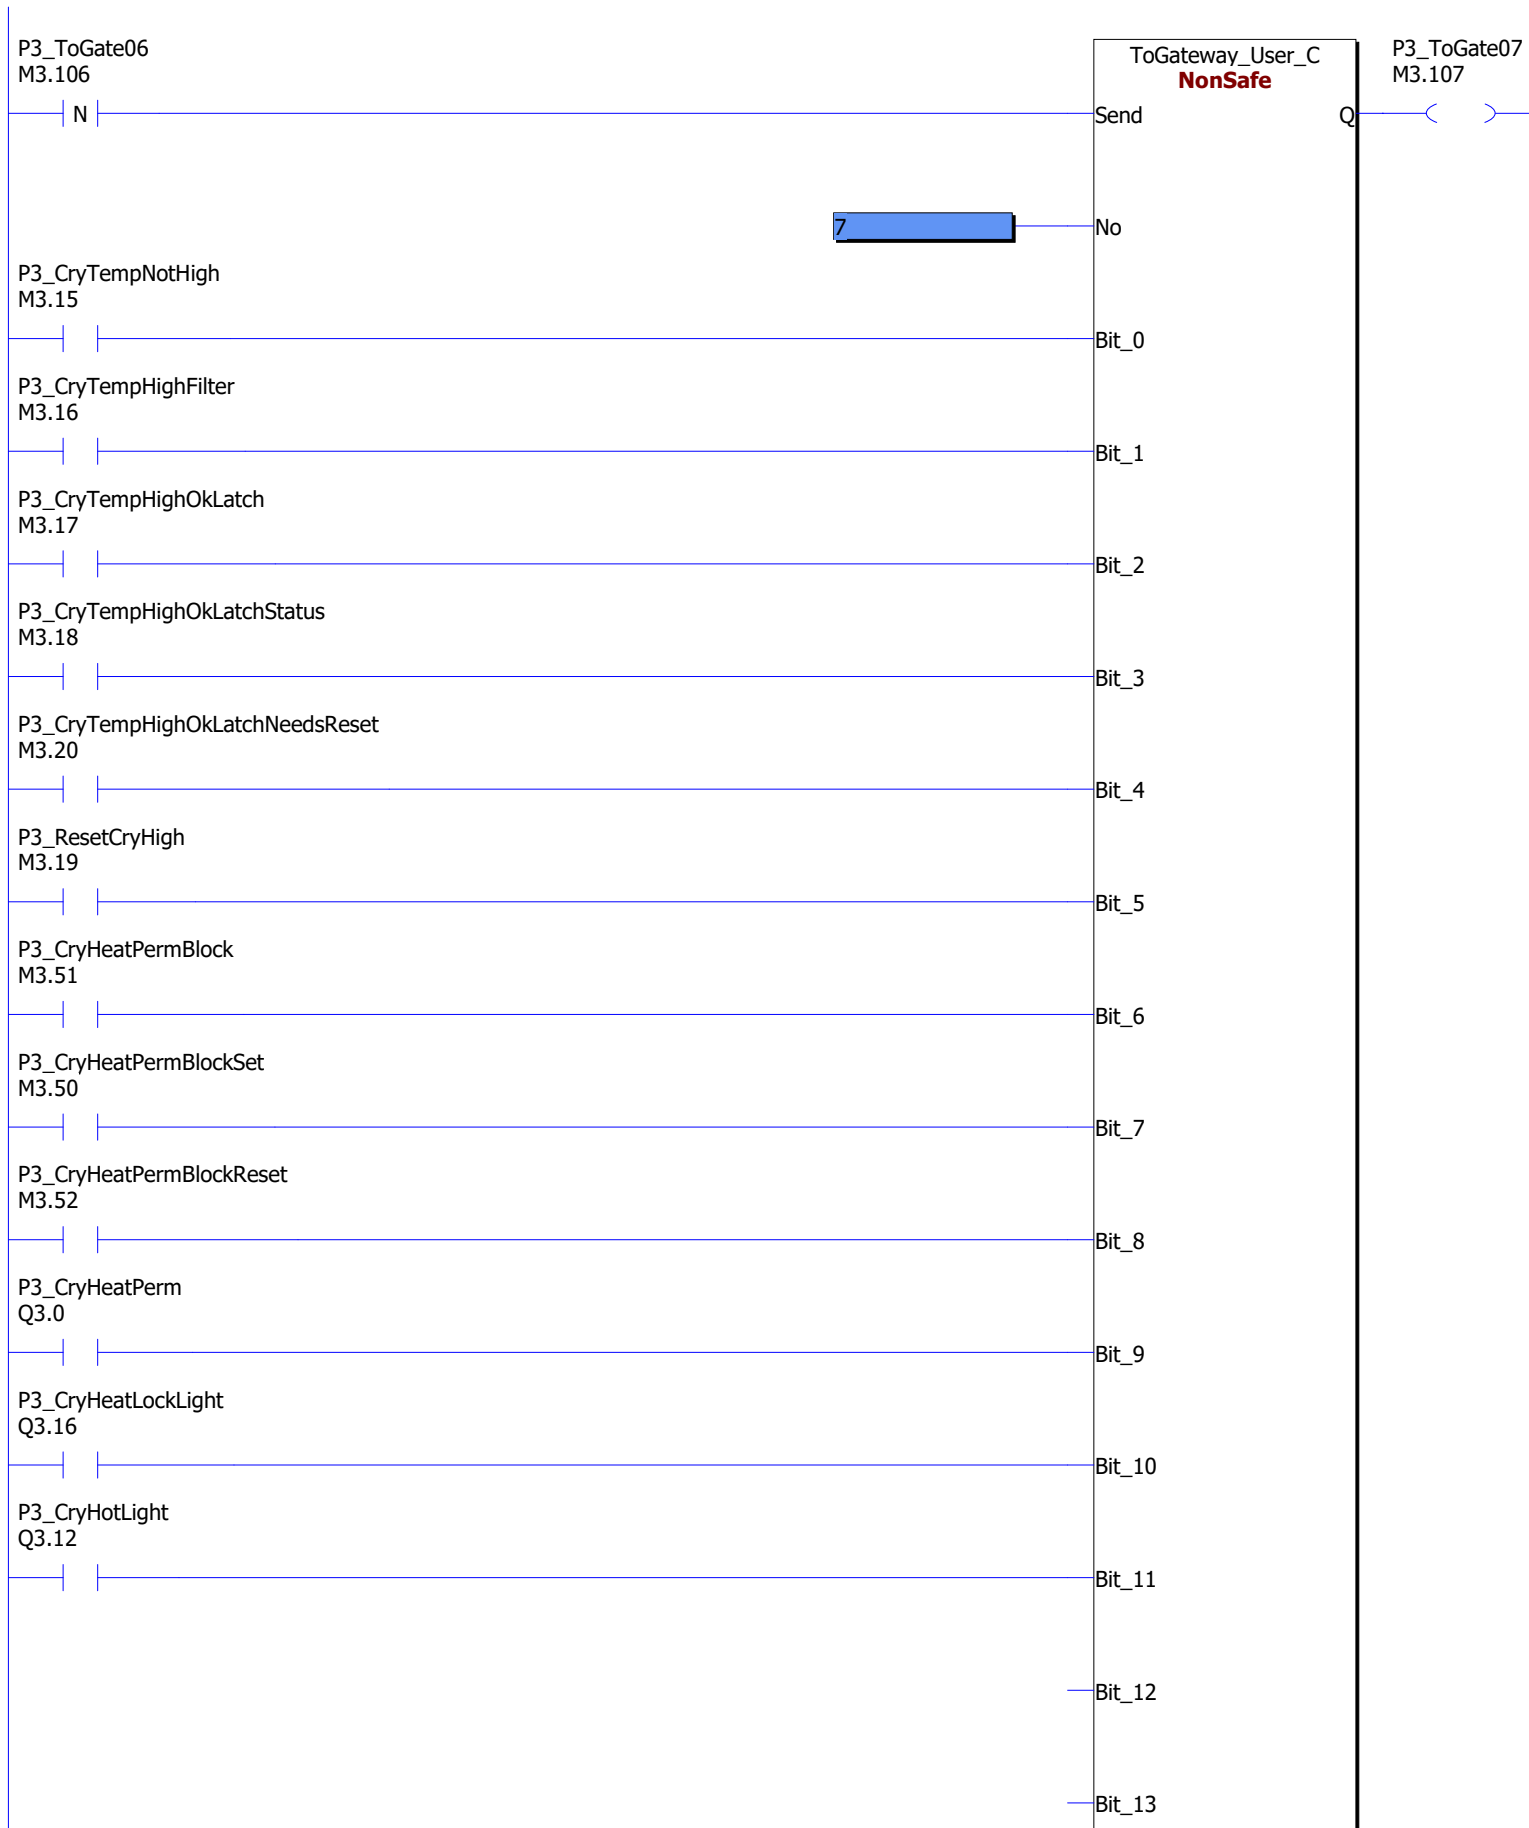 P3_ToGate06
M3.106
N
ToGateway_User_C
NonSafe
Send
Q
P3_ToGate07
M3.107
7
No
P3_CryTempNotHigh
M3.15
Bit_0
P3_CryTempHighFilter
M3.16
Bit_1
P3_CryTempHighOkLatch
M3.17
Bit_2
P3_CryTempHighOkLatchStatus
M3.18
Bit_3
P3_CryTempHighOkLatchNeedsReset
M3.20
Bit_4
P3_ResetCryHigh
M3.19
Bit_5
P3_CryHeatPermBlock
M3.51
Bit_6
P3_CryHeatPermBlockSet
M3.50
Bit_7
P3_CryHeatPermBlockReset
M3.52
Bit_8
P3_CryHeatPerm
Q3.0
Bit_9
P3_CryHeatLockLight
Q3.16
Bit_10
P3_CryHotLight
Q3.12
Bit_11
Bit_12
Bit_13